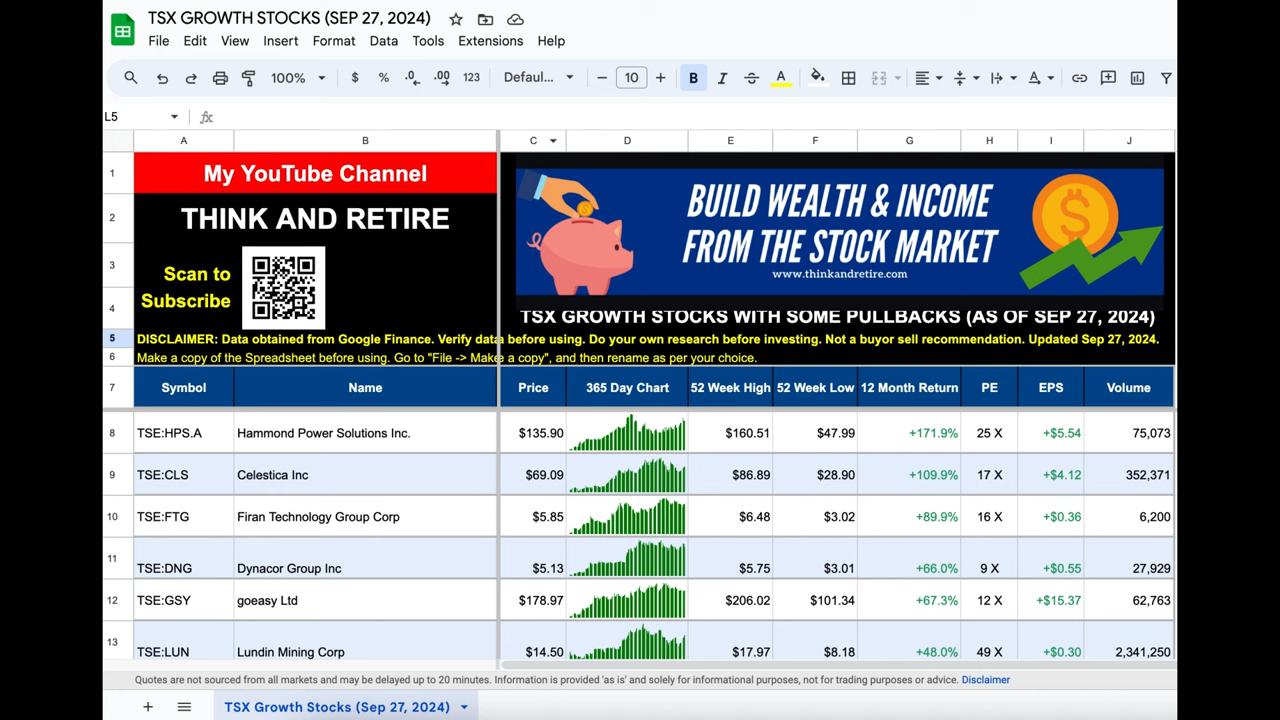 TSX GROWTH STOCKS (SEP 27, 2024)
File Edit View Insert Format Data Tools Extensions Help
100% $ % .0 .00 123 Defaul... 10 B I A
L5 fx
A B C D E F G H I J
1 My YouTube Channel
2 THINK AND RETIRE
BUILD WEALTH & INCOME
FROM THE STOCK MARKET
www.thinkandretire.com
3 Scan to
Subscribe
4 TSX GROWTH STOCKS WITH SOME PULLBACKS (AS OF SEP 27, 2024)
5 DISCLAIMER: Data obtained from Google Finance. Verify data before using. Do your own research before investing. Not a buyor sell recommendation. Updated Sep 27, 2024.
6 Make a copy of the Spreadsheet before using. Go to "File -> Make a copy", and then rename as per your choice.
7 Symbol Name Price 365 Day Chart 52 Week High 52 Week Low 12 Month Return PE EPS Volume
8 TSE:HPS.A Hammond Power Solutions Inc. $135.90 $160.51 $47.99 +171.9% 25 X +$5.54 75,073
9 TSE:CLS Celestica Inc $69.09 $86.89 $28.90 +109.9% 17 X +$4.12 352,371
10 TSE:FTG Firan Technology Group Corp $5.85 $6.48 $3.02 +89.9% 16 X +$0.36 6,200
11 TSE:DNG Dynacor Group Inc $5.13 $5.75 $3.01 +66.0% 9 X +$0.55 27,929
12 TSE:GSY goeasy Ltd $178.97 $206.02 $101.34 +67.3% 12 X +$15.37 62,763
13 TSE:LUN Lundin Mining Corp $14.50 $17.97 $8.18 +48.0% 49 X +$0.30 2,341,250
Quotes are not sourced from all markets and may be delayed up to 20 minutes. Information is provided 'as is' and solely for informational purposes, not for trading purposes or advice. Disclaimer
TSX Growth Stocks (Sep 27, 2024)